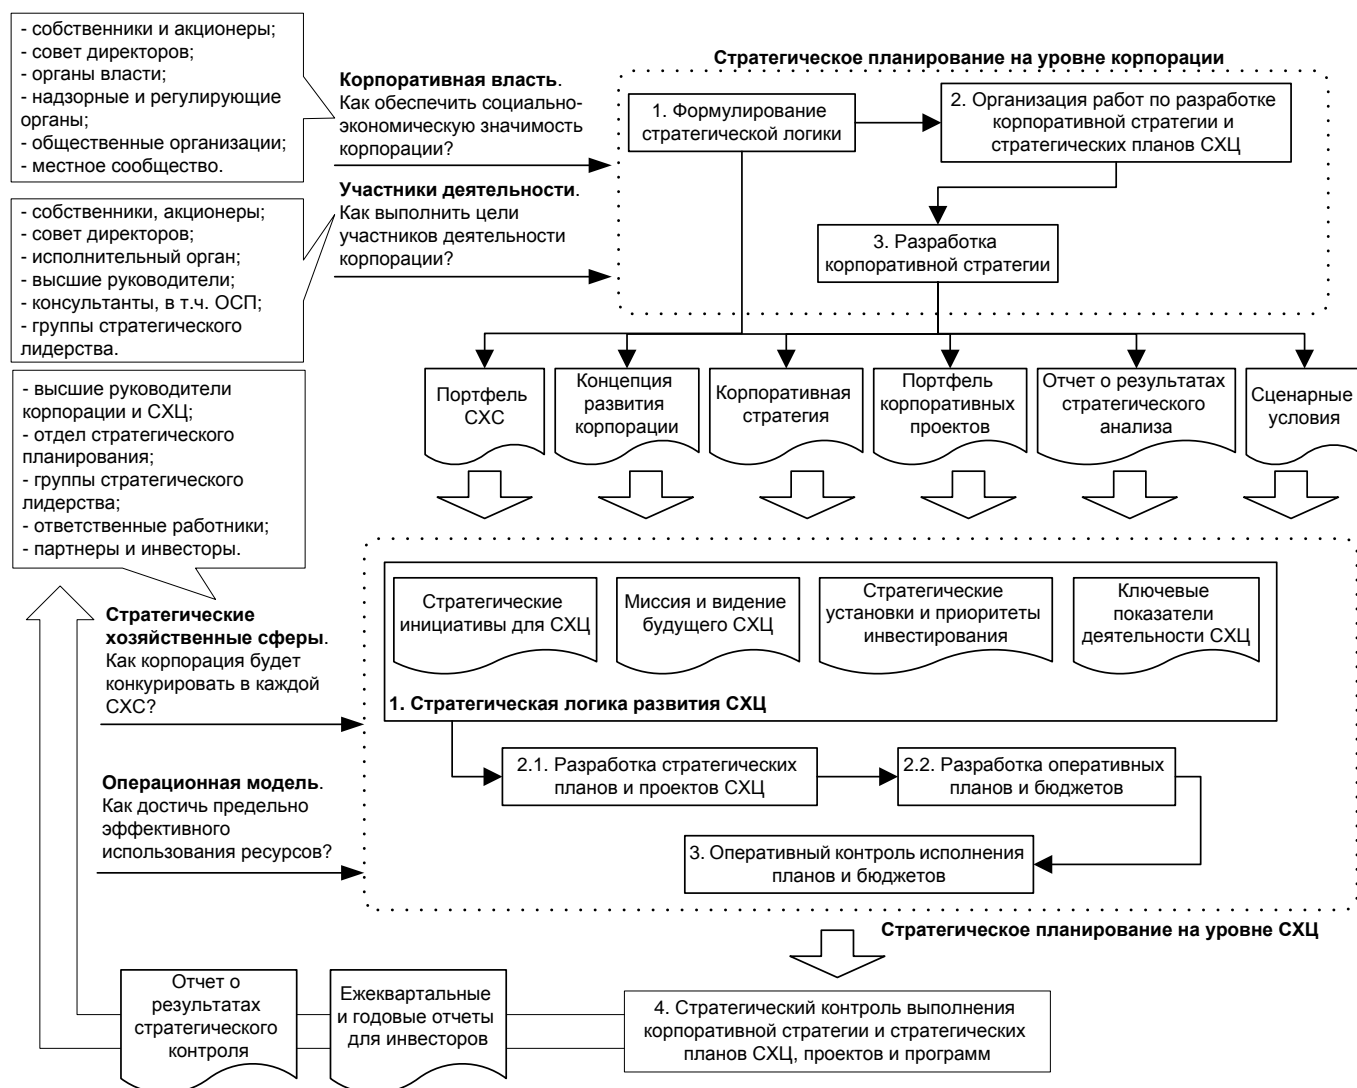 - собственники и акционеры;
- совет директоров;
- органы власти;
- надзорные и регулирующие
органы;
- общественные организации;
- местное сообщество.
Корпоративная власть.
Как обеспечить социально-
экономическую значимость
корпорации?
Стратегическое планирование на уровне корпорации
1. Формулирование
стратегической логики
2. Организация работ по разработке
корпоративной стратегии и
стратегических планов СХЦ
- собственники, акционеры;
- совет директоров;
- исполнительный орган;
- высшие руководители;
- консультанты, в т.ч. ОСП;
- группы стратегического
лидерства.
Участники деятельности.
Как выполнить цели
участников деятельности
корпорации?
3. Разработка
корпоративной стратегии
Портфель
СХС
Концепция
развития
корпорации
Корпоративная
стратегия
Портфель
корпоративных
проектов
Отчет о результатах
стратегического
анализа
Сценарные
условия
- высшие руководители
корпорации и СХЦ;
- отдел стратегического
планирования;
- группы стратегического
лидерства;
- ответственные работники;
- партнеры и инвесторы.
Стратегические
хозяйственные сферы.
Как корпорация будет
конкурировать в каждой
СХС?
Стратегические
инициативы для СХЦ
Миссия и видение
будущего СХЦ
Стратегические
установки и приоритеты
инвестирования
Ключевые
показатели
деятельности СХЦ
1. Стратегическая логика развития СХЦ
Операционная модель.
Как достичь предельно
эффективного
использования ресурсов?
2.1. Разработка стратегических
планов и проектов СХЦ
2.2. Разработка оперативных
планов и бюджетов
3. Оперативный контроль исполнения
планов и бюджетов
Стратегическое планирование на уровне СХЦ
Отчет о
результатах
стратегического
контроля
Ежеквартальные
и годовые отчеты
для инвесторов
4. Стратегический контроль выполнения
корпоративной стратегии и стратегических
планов СХЦ, проектов и программ